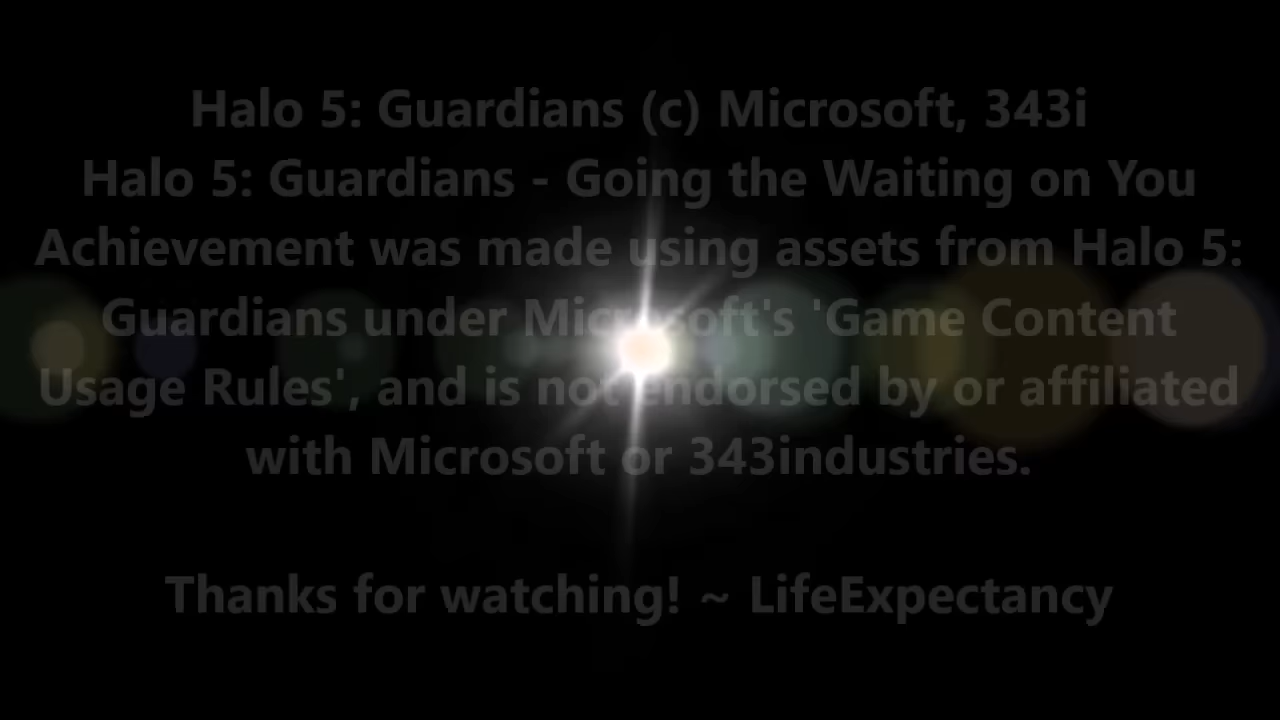 Halo 5: Guardians (c) Microsoft, 343i
Halo 5: Guardians - Going the Waiting on You
Achievement was made using assets from Halo 5:
Guardians under Microsoft's 'Game Content
Usage Rules', and is not endorsed by or affiliated
with Microsoft or 343industries.
Thanks for watching! ~ LifeExpectancy